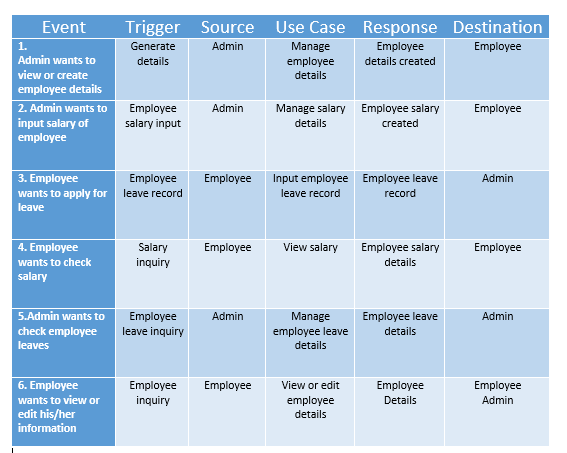 Event Trigger Source Use Case Response Destination
1.
Admin wants to
view or create
employee details
Generate
details
Admin
Manage
employee
details
Employee
details created
Employee
2. Admin wants to
input salary of
employee
Employee
salary input
Admin
Manage salary
details
Employee salary
created
Employee
3. Employee
wants to apply for
leave
Employee
leave record
Employee
Input employee
leave record
Employee leave
record
Admin
4. Employee
wants to check
salary
Salary
inquiry
Employee
View salary
Employee salary
details
Employee
5.Admin wants to
check employee
leaves
Employee
leave inquiry
Admin
Manage
employee leave
details
Employee leave
details
Admin
6. Employee
wants to view or
edit his/her
information
Employee
inquiry
Employee
View or edit
employee
details
Employee
Details
Employee
Admin